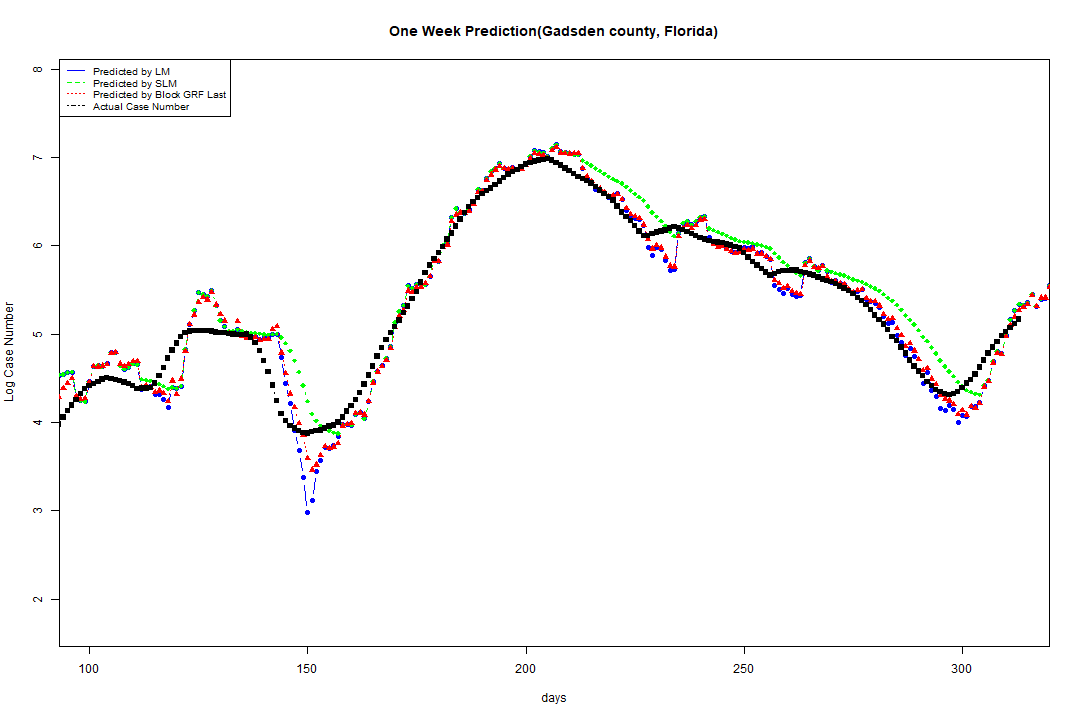 One Week Prediction(Gadsden county, Florida)
Predicted by LM
Predicted by SLM
Predicted by Block GRF Last
Actual Case Number
8
7
6
5
4
3
2
Log Case Number
100 150 200 250 300
days